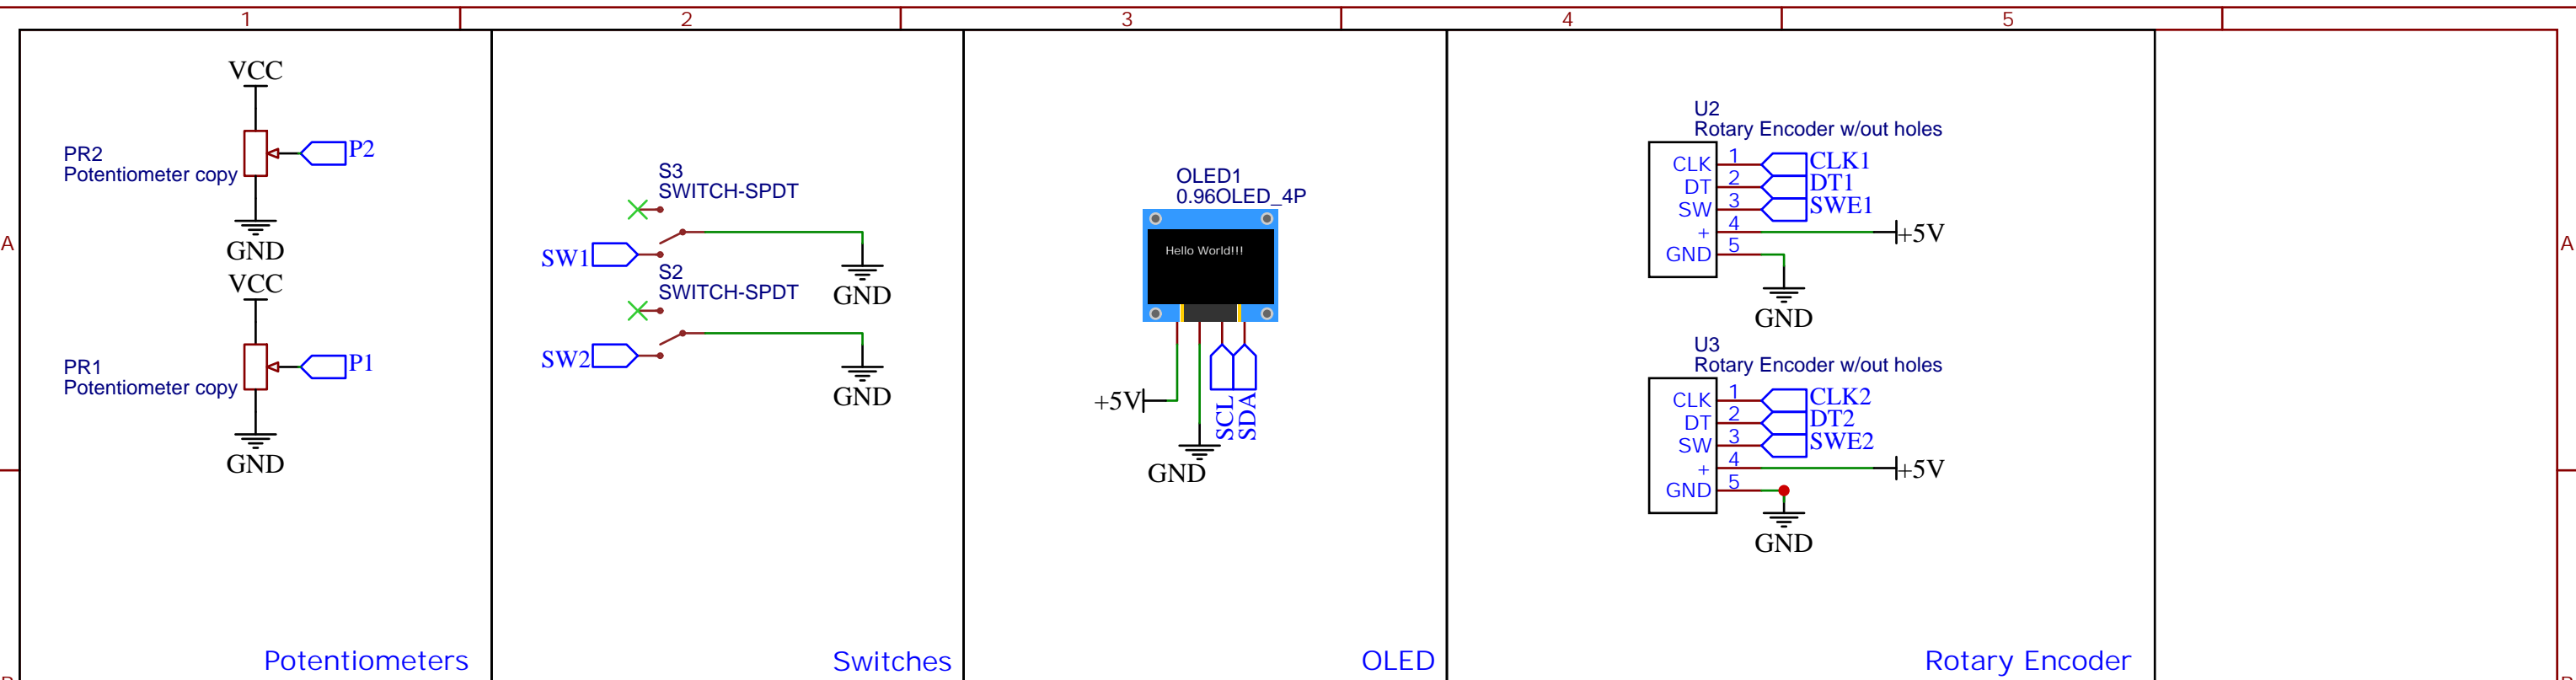 1
2
3
4
5
A
A
VCC
PR2
Potentiometer copy
P2
GND
VCC
PR1
Potentiometer copy
P1
GND
Potentiometers
S3
SWITCH-SPDT
SW1
GND
S2
SWITCH-SPDT
SW2
GND
Switches
OLED1
0.96OLED_4P
Hello World!!!
+5V
SCL
SDA
GND
OLED
U2
Rotary Encoder w/out holes
CLK 1 CLK1
DT 2 DT1
SW 3 SWE1
+ 4 +5V
GND 5
GND
U3
Rotary Encoder w/out holes
CLK 1 CLK2
DT 2 DT2
SW 3 SWE2
+ 4 +5V
GND 5
GND
Rotary Encoder